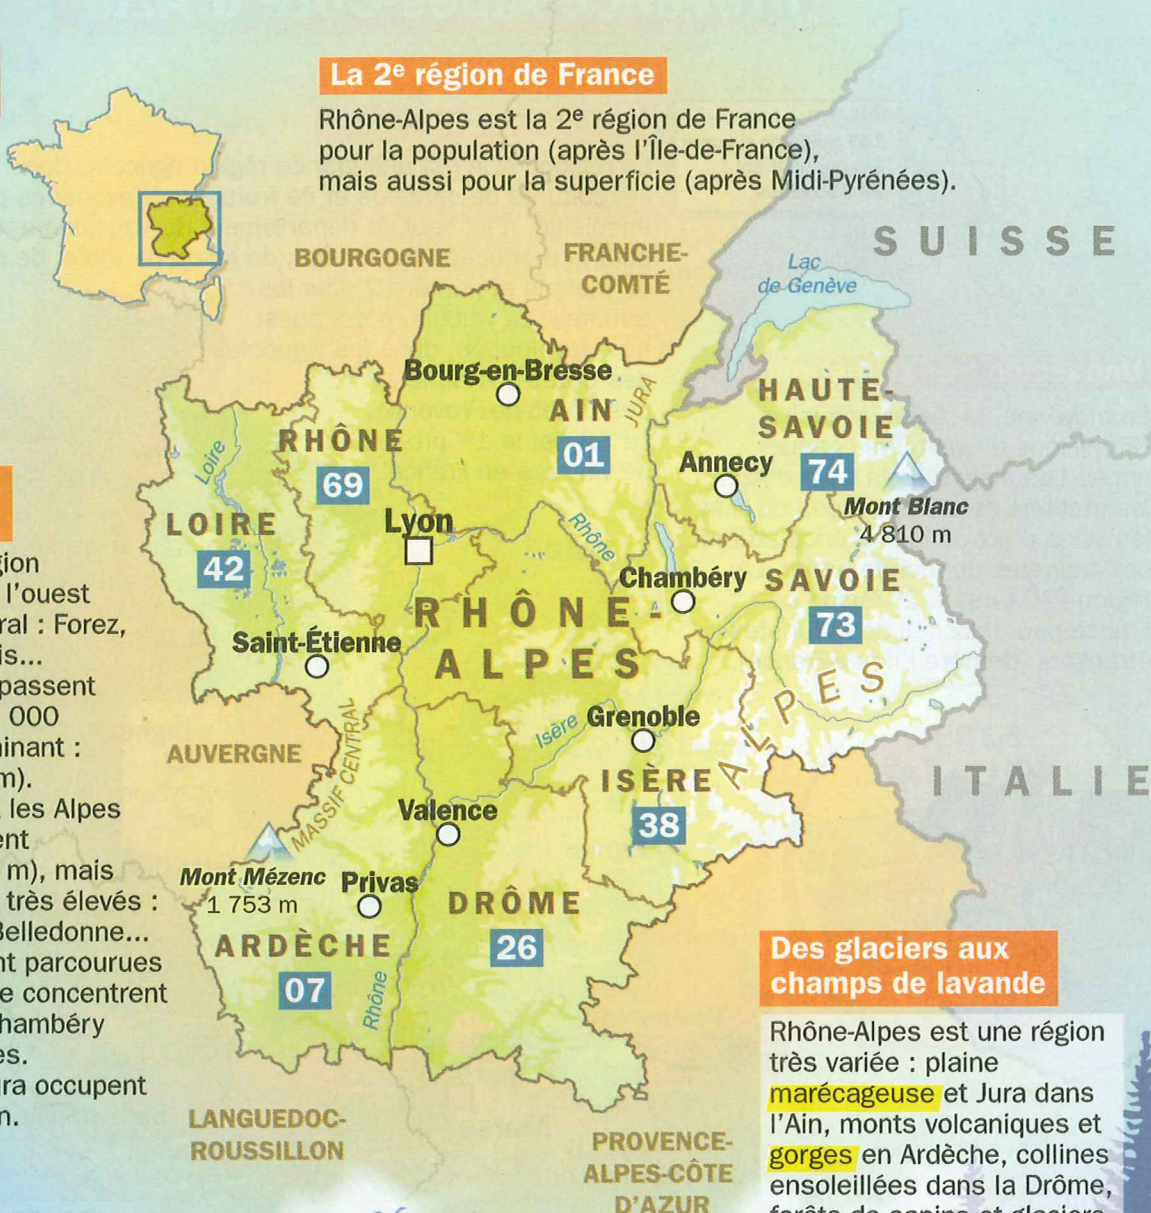 La 2e région de France
Rhône-Alpes est la 2e région de France
pour la population (après l'Île-de-France),
mais aussi pour la superficie (après Midi-Pyrénées).
BOURGOGNE
FRANCHE-
COMTÉ
SUISSE
Lac
de Genève
Bourg-en-Bresse
AIN
01
JURA
HAUTE-
SAVOIE
74
Annecy
Mont Blanc
4 810 m
RHÔNE
69
Loire
LOIRE
42
Lyon
Rhône
Chambéry
SAVOIE
73
RHÔNE-
ALPES
Saint-Étienne
ALPES
Isère
Grenoble
ISÈRE
38
ITALIE
AUVERGNE
MASSIF CENTRAL
Valence
Mont Mézenc
1 753 m
Privas
ARDÈCHE
07
Rhône
DRÔME
26
LANGUEDOC-
ROUSSILLON
PROVENCE-
ALPES-CÔTE
D'AZUR
l'ouest
ral : Forez,
is...
passent
000
inant :
m).
les Alpes
ent
m), mais
très élevés :
Belledonne...
nt parcourues
e concentrent
hambéry
es.
ura occupent
n.
Des glaciers aux
champs de lavande
Rhône-Alpes est une région
très variée : plaine
marécageuse et Jura dans
l'Ain, monts volcaniques et
gorges en Ardèche, collines
ensoleillées dans la Drôme,
forêts de sapins et glaciers